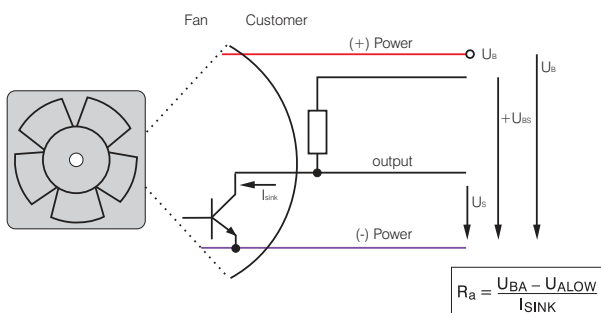 Fan Customer
(+) Power
UB
UB
+UBS
output
Isink
US
(-) Power
Ra = UBA – UALOW
ISINK